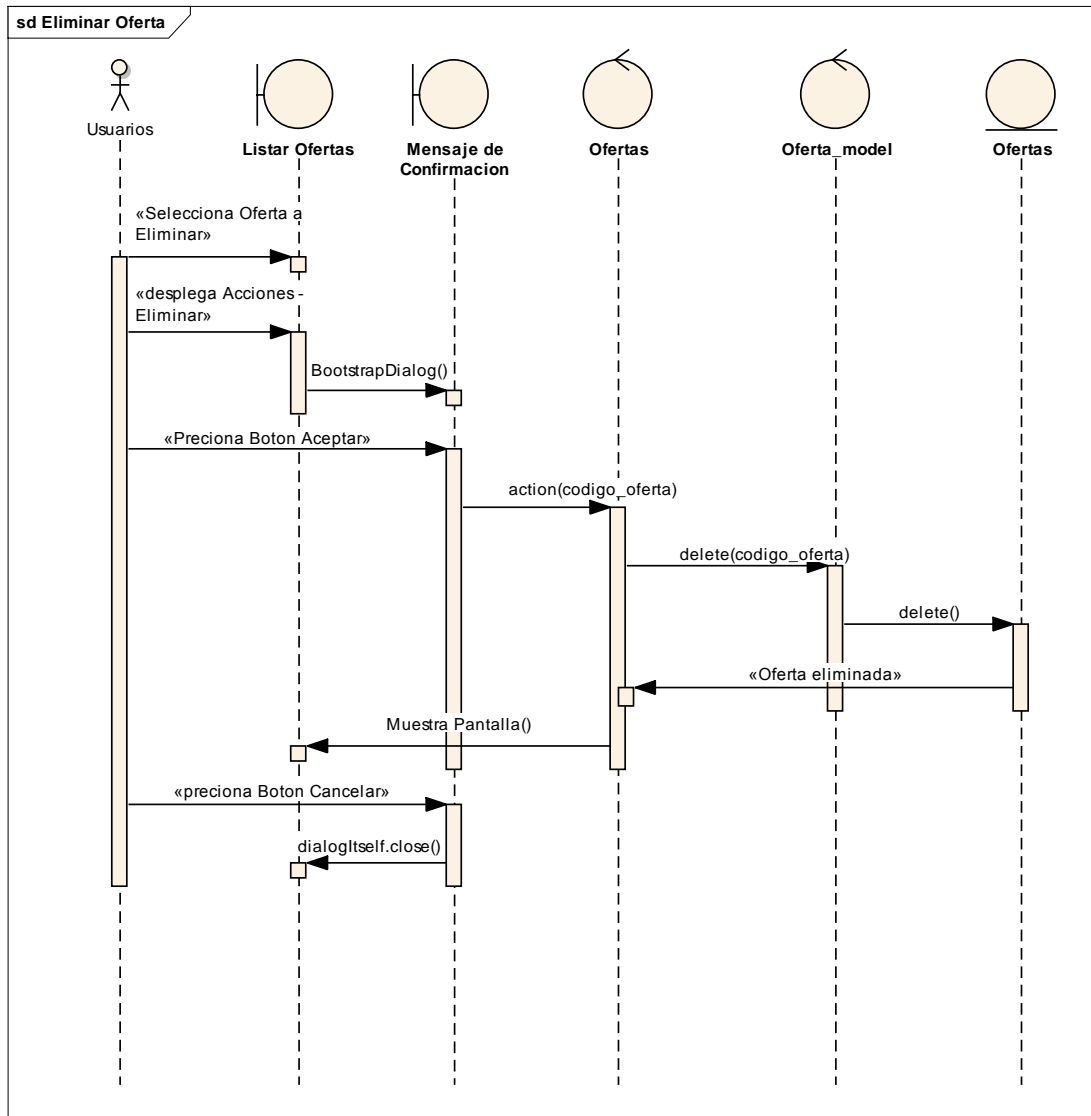 sd Eliminar Oferta
Usuarios
Listar Ofertas
Mensaje de
Confirmacion
Ofertas
Oferta_model
Ofertas
«Selecciona Oferta a
Eliminar»
«desplega Acciones -
Eliminar»
BootstrapDialog()
«Preciona Boton Aceptar»
action(codigo_oferta)
delete(codigo_oferta)
delete()
«Oferta eliminada»
Muestra Pantalla()
«preciona Boton Cancelar»
dialogItself.close()